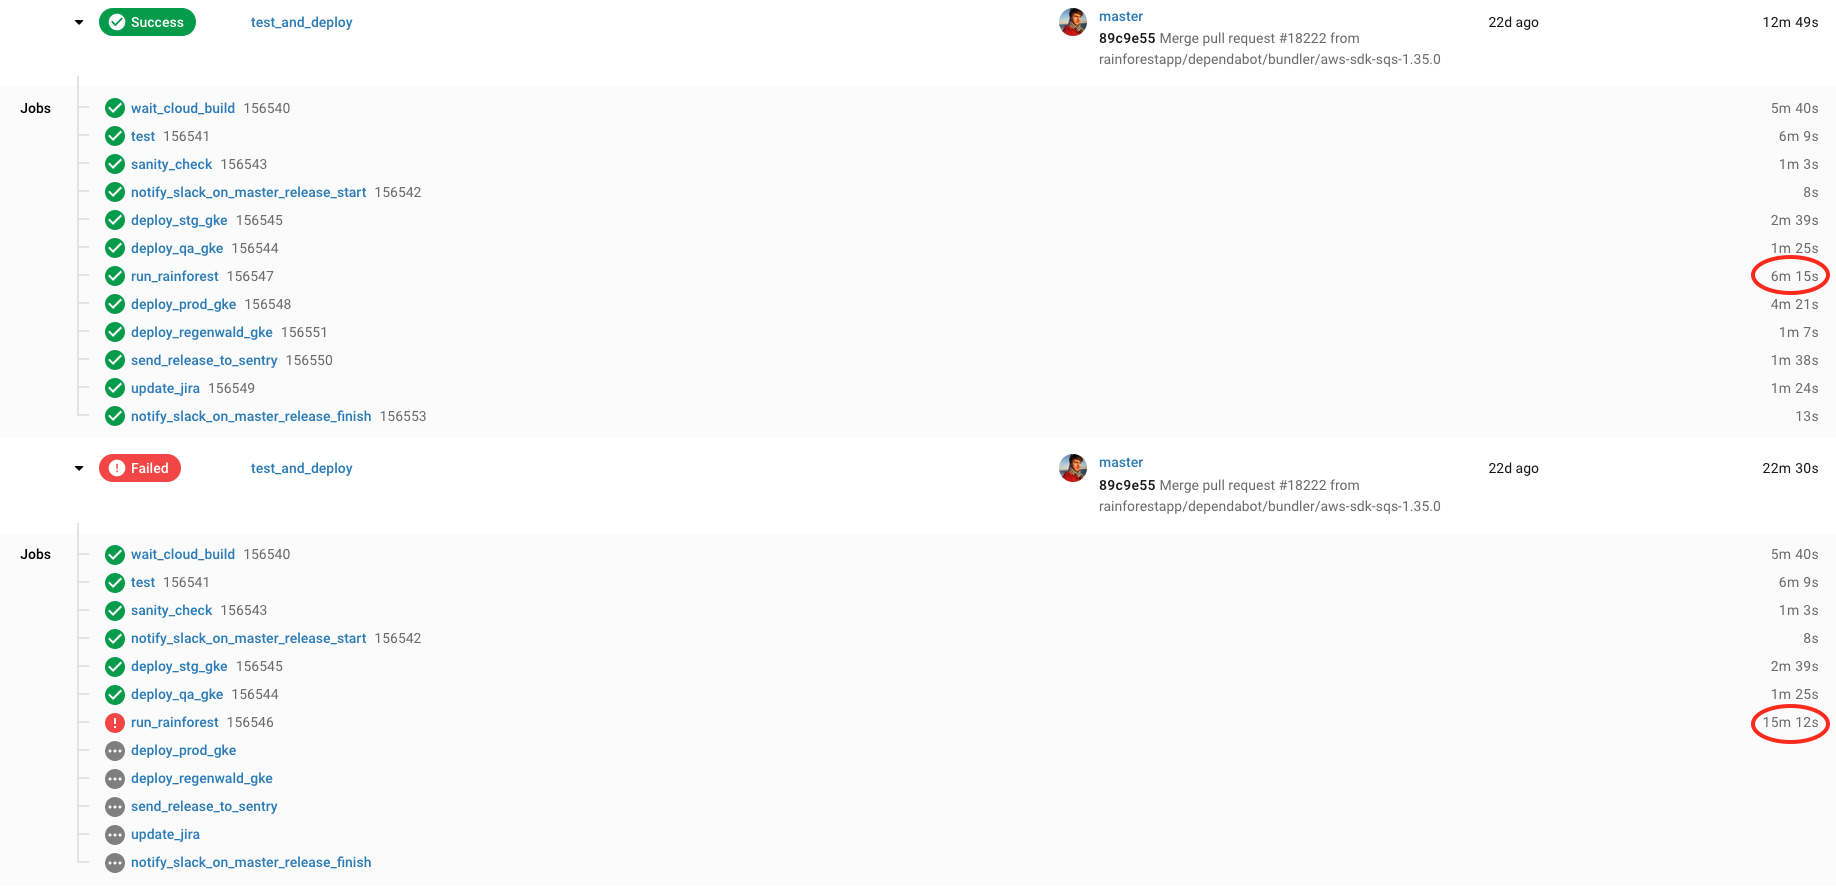 Success test_and_deploy master 22d ago 12m 49s
89c9e55 Merge pull request #18222 from
rainforestapp/dependabot/bundler/aws-sdk-sqs-1.35.0
Jobs wait_cloud_build 156540 5m 40s
test 156541 6m 9s
sanity_check 156543 1m 3s
notify_slack_on_master_release_start 156542 8s
deploy_stg_gke 156545 2m 39s
deploy_qa_gke 156544 1m 25s
run_rainforest 156547 6m 15s
deploy_prod_gke 156548 4m 21s
deploy_regenwald_gke 156551 1m 7s
send_release_to_sentry 156550 1m 38s
update_jira 156549 1m 24s
notify_slack_on_master_release_finish 156553 13s
Failed test_and_deploy master 22d ago 22m 30s
89c9e55 Merge pull request #18222 from
rainforestapp/dependabot/bundler/aws-sdk-sqs-1.35.0
Jobs wait_cloud_build 156540 5m 40s
test 156541 6m 9s
sanity_check 156543 1m 3s
notify_slack_on_master_release_start 156542 8s
deploy_stg_gke 156545 2m 39s
deploy_qa_gke 156544 1m 25s
run_rainforest 156546 15m 12s
deploy_prod_gke
deploy_regenwald_gke
send_release_to_sentry
update_jira
notify_slack_on_master_release_finish